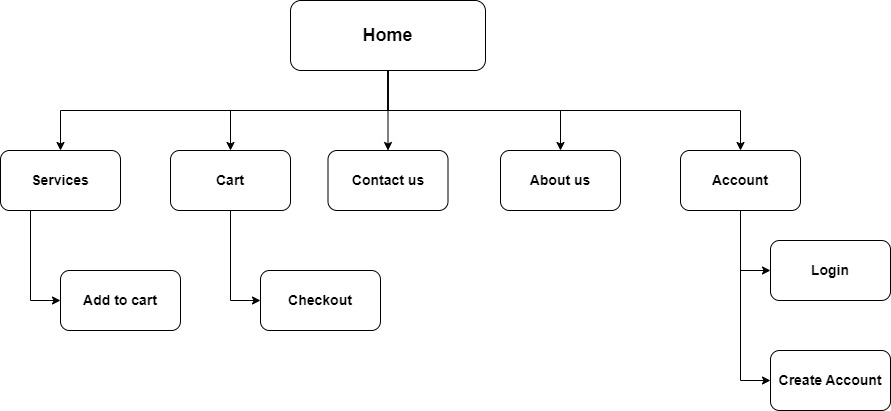 Home
Services
Cart
Contact us
About us
Account
Login
Add to cart
Checkout
Create Account